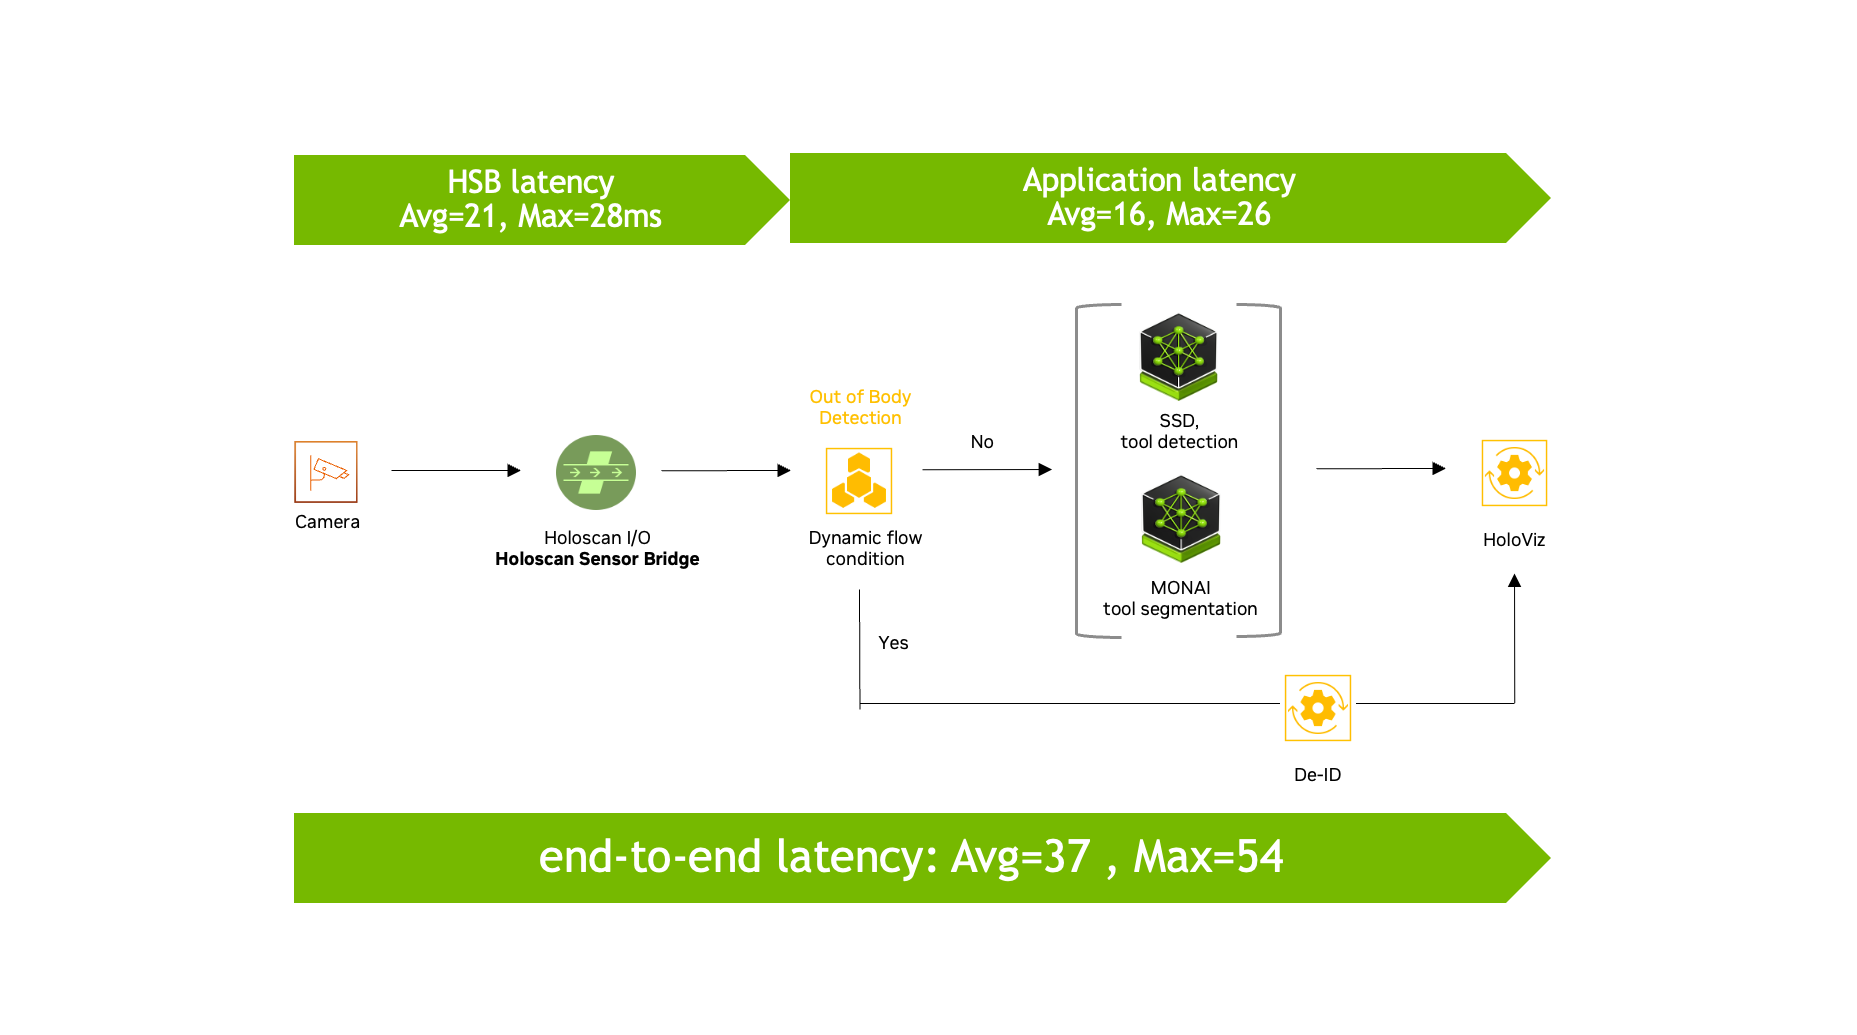 HSB latency
Avg=21, Max=28ms
Application latency
Avg=16, Max=26
Out of Body
Detection
No
SSD,
tool detection
Camera
Holoscan I/O
Holoscan Sensor Bridge
Dynamic flow
condition
HoloViz
MONAI
tool segmentation
Yes
De-ID
end-to-end latency: Avg=37 , Max=54